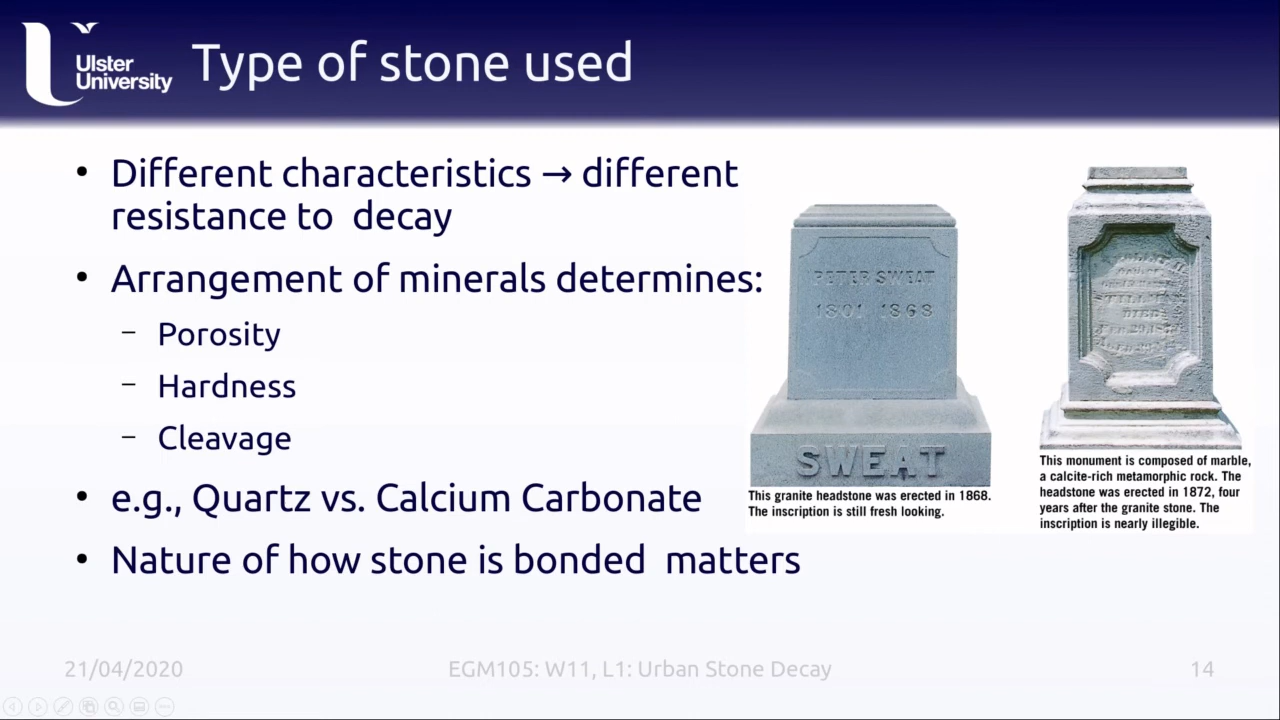 Ulster
University
Type of stone used
• Different characteristics → different
resistance to decay
• Arrangement of minerals determines:
– Porosity
– Hardness
– Cleavage
• e.g., Quartz vs. Calcium Carbonate
• Nature of how stone is bonded matters
PETER SWEAT
1801 1868
SWEAT
This granite headstone was erected in 1868.
The inscription is still fresh looking.
DIED
This monument is composed of marble,
a calcite-rich metamorphic rock. The
headstone was erected in 1872, four
years after the granite stone. The
inscription is nearly illegible.
21/04/2020
EGM105: W11, L1: Urban Stone Decay
14